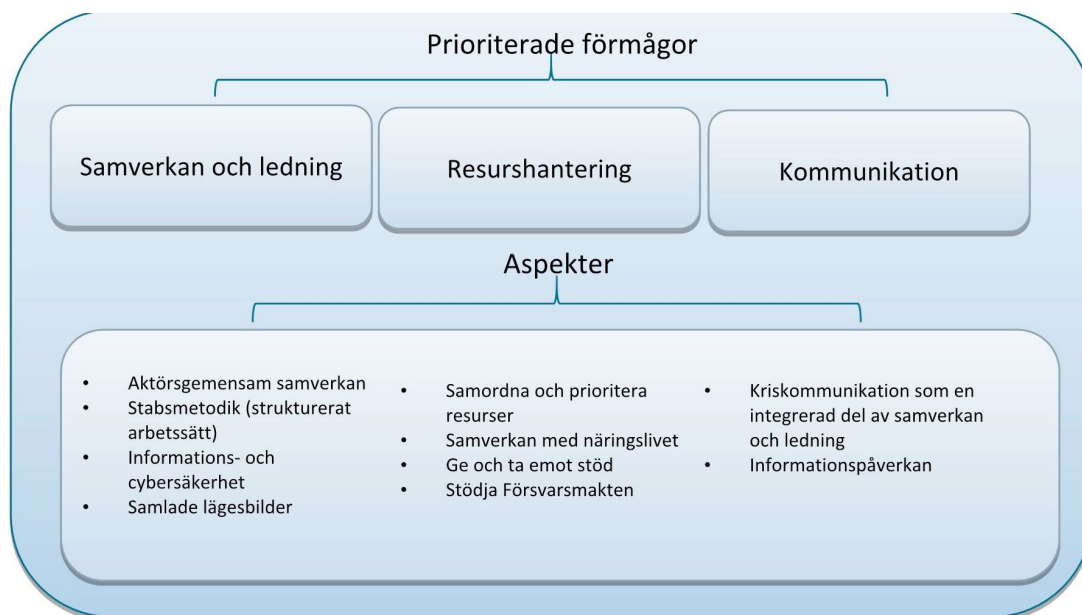 Prioriterade förmågor
Samverkan och ledning
Resurshantering
Kommunikation
Aspekter
• Aktörsgemensam samverkan
• Stabsmetodik (strukturerat
arbetssätt)
• Informations- och
cybersäkerhet
• Samlade lägesbilder
• Samordna och prioritera
resurser
• Samverkan med näringslivet
• Ge och ta emot stöd
• Stödja Försvarsmakten
• Kriskommunikation som en
integrerad del av samverkan
och ledning
• Informationspåverkan